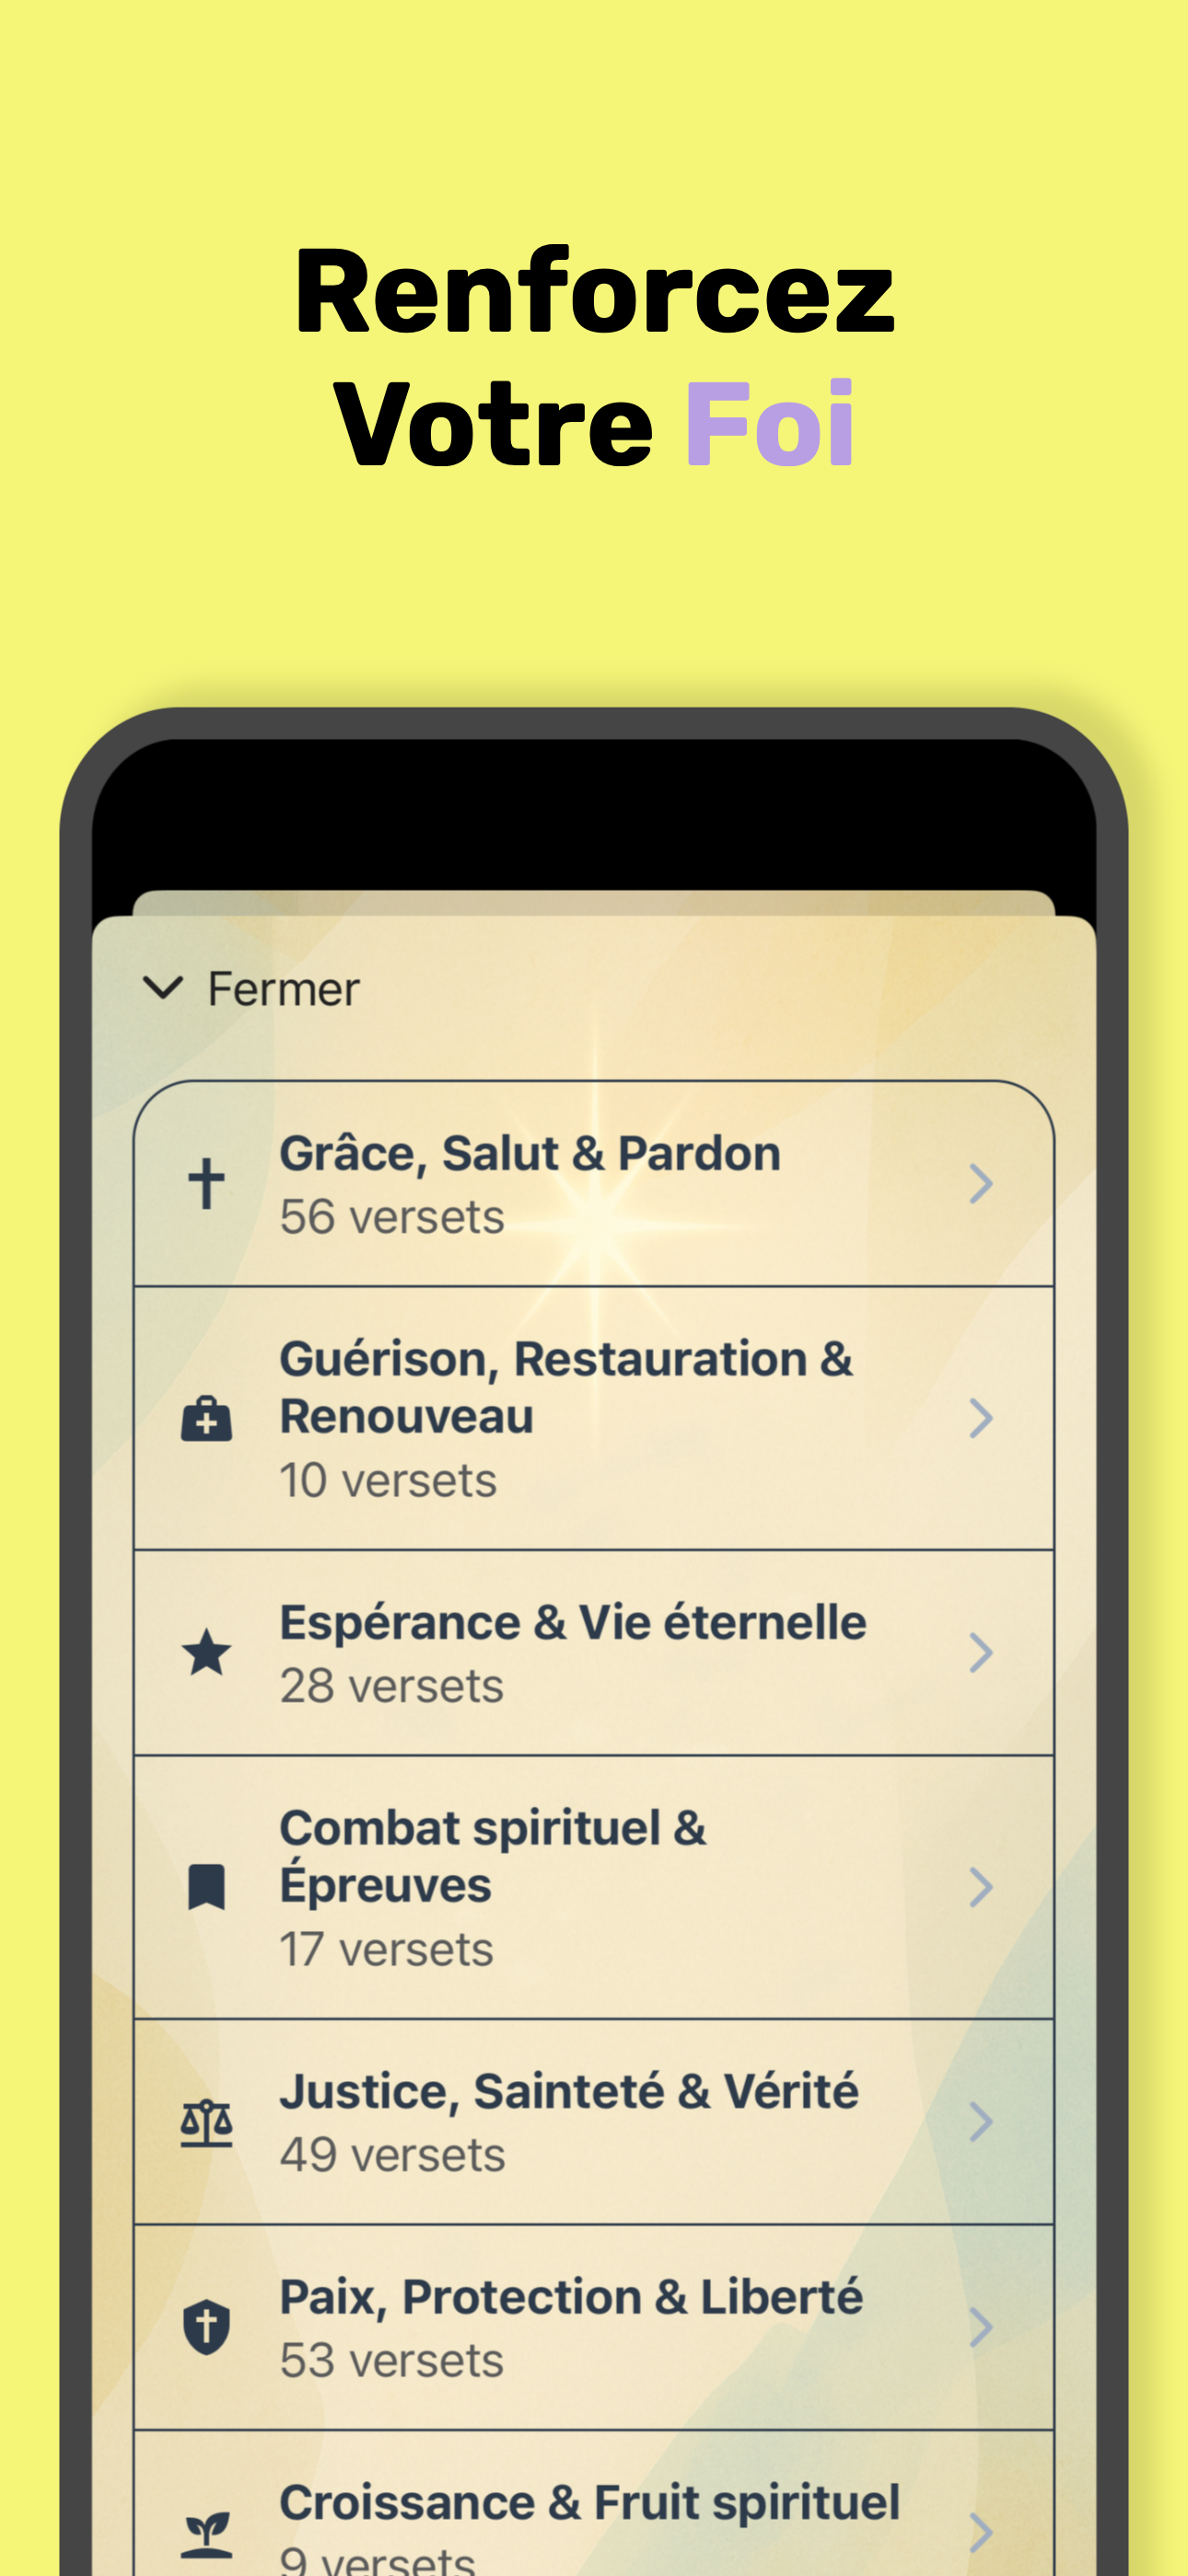 Renforcez
Votre Foi
Fermer
Grâce, Salut & Pardon
56 versets
Guérison, Restauration &
Renouveau
10 versets
Espérance & Vie éternelle
28 versets
Combat spirituel &
Épreuves
17 versets
Justice, Sainteté & Vérité
49 versets
Paix, Protection & Liberté
53 versets
Croissance & Fruit spirituel
9 versets